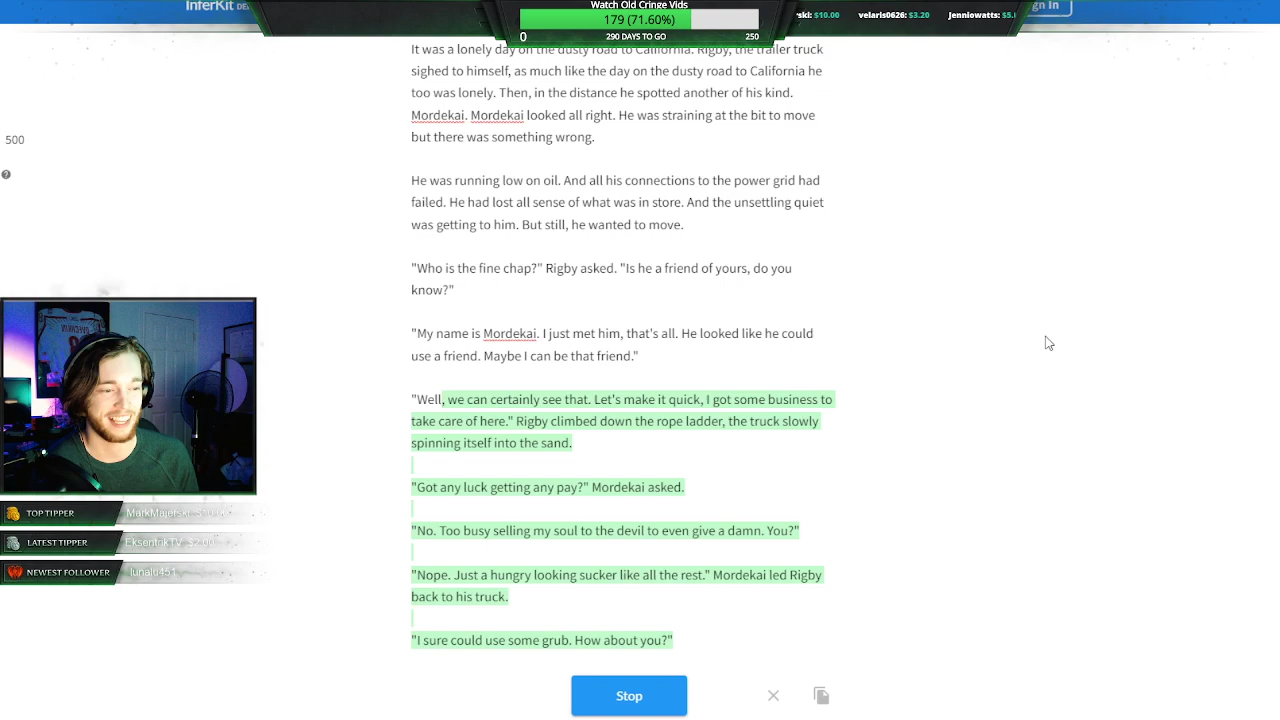 InferKit DE
Watch Old Cringe Vids
179 (71.60%)
0 290 DAYS TO GO 250
ski: $10.00 velaris0626: $3.20 Jenniowatts: $5.
gn In
It was a lonely day on the dusty road to California. Rigby, the trailer truck
sighed to himself, as much like the day on the dusty road to California he
too was lonely. Then, in the distance he spotted another of his kind.
Mordekai. Mordekai looked all right. He was straining at the bit to move
but there was something wrong.
500
He was running low on oil. And all his connections to the power grid had
failed. He had lost all sense of what was in store. And the unsettling quiet
was getting to him. But still, he wanted to move.
"Who is the fine chap?" Rigby asked. "Is he a friend of yours, do you
know?"
"My name is Mordekai. I just met him, that's all. He looked like he could
use a friend. Maybe I can be that friend."
"Well, we can certainly see that. Let's make it quick, I got some business to
take care of here." Rigby climbed down the rope ladder, the truck slowly
spinning itself into the sand.
"Got any luck getting any pay?" Mordekai asked.
"No. Too busy selling my soul to the devil to even give a damn. You?"
"Nope. Just a hungry looking sucker like all the rest." Mordekai led Rigby
back to his truck.
"I sure could use some grub. How about you?"
TOP TIPPER
LATEST TIPPER EksentrikTV $2.00
NEWEST FOLLOWER lunalu451
Stop